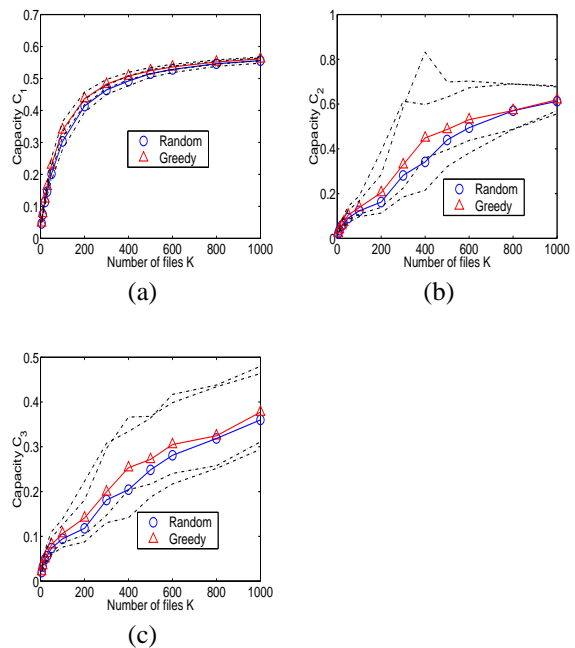 0.7
0.6
0.5
0.4
0.3
0.2
0.1
0
Capacity C1
Random
Greedy
0 200 400 600 800 1000
Number of files K
(a)
1
0.8
0.6
0.4
0.2
0
Capacity C2
Random
Greedy
0 200 400 600 800 1000
Number of files K
(b)
0.5
0.4
0.3
0.2
0.1
0
Capacity C3
Random
Greedy
0 200 400 600 800 1000
Number of files K
(c)